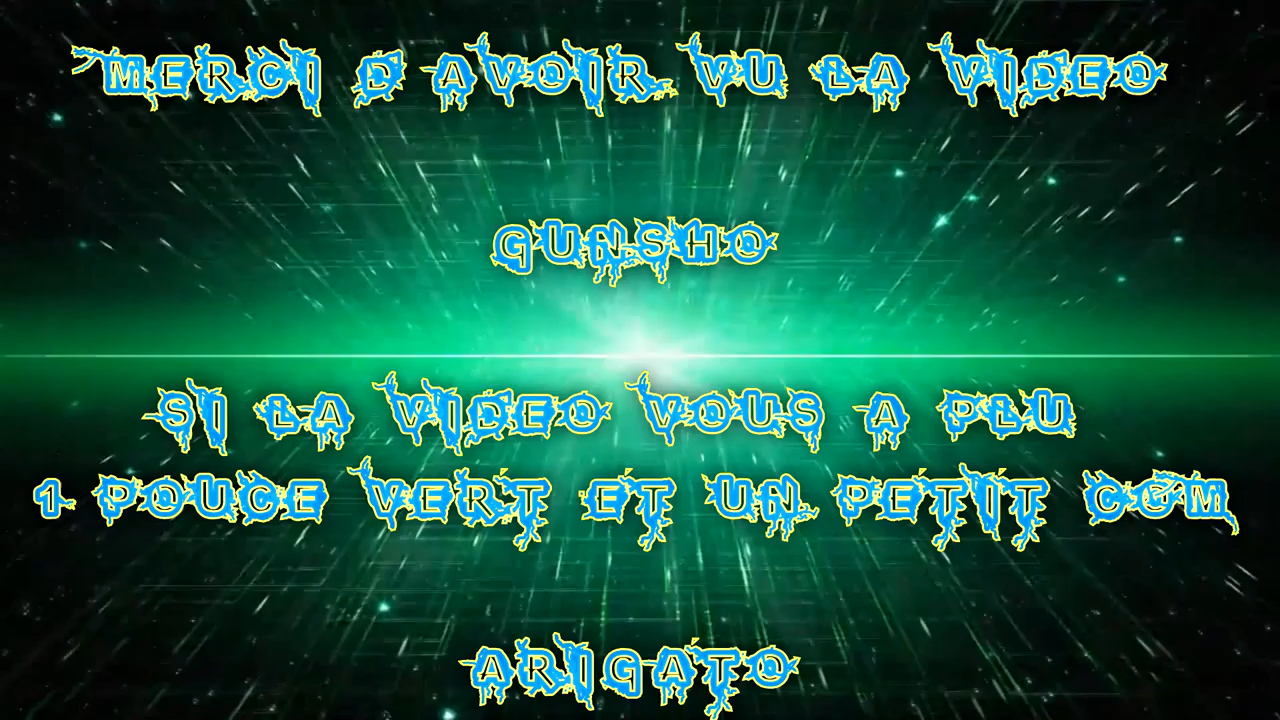 MERCI D AVOIR VU LA VIDEO
GUNSHO
SI LA VIDEO VOUS A PLU
1 POUCE VERT ET UN PETIT COM
ARIGATO